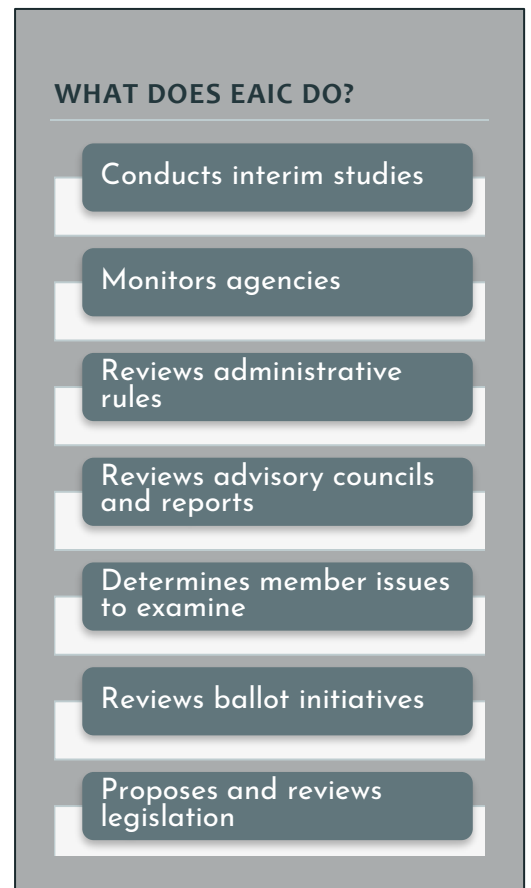 WHAT DOES EAIC DO?
Conducts interim studies
Monitors agencies
Reviews administrative
rules
Reviews advisory councils
and reports
Determines member issues
to examine
Reviews ballot initiatives
Proposes and reviews
legislation